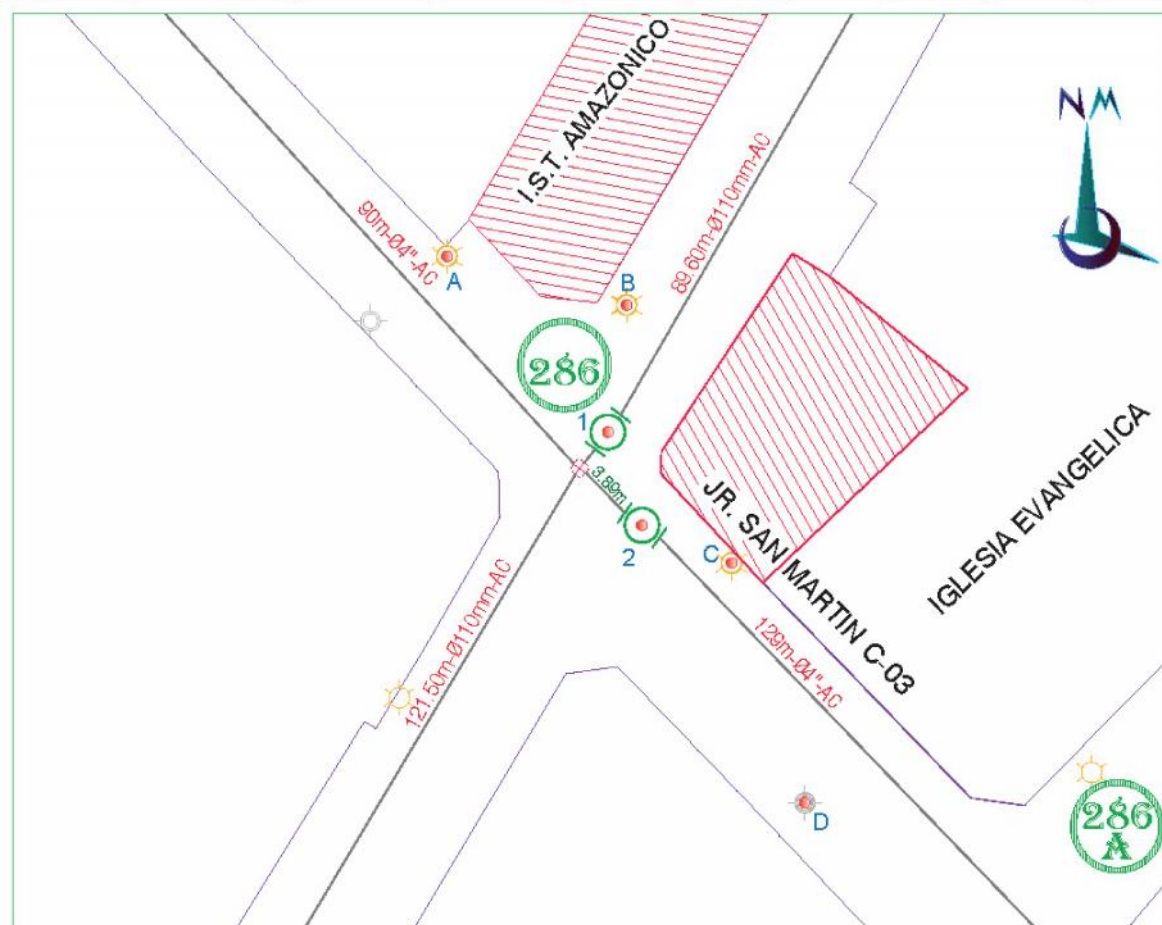 NM
I.S.T. AMAZONICO
90m-Ø4"-AC
89.60m-Ø110mm-AC
A
B
286
1
3.89m
2
C
JR. SAN MARTIN C-03
IGLESIA EVANGELICA
121.50m-Ø110mm-AC
129m-Ø4"-AC
D
286
A